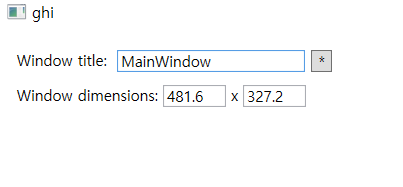 ghi
Window title: MainWindow *
Window dimensions: 481.6 x 327.2